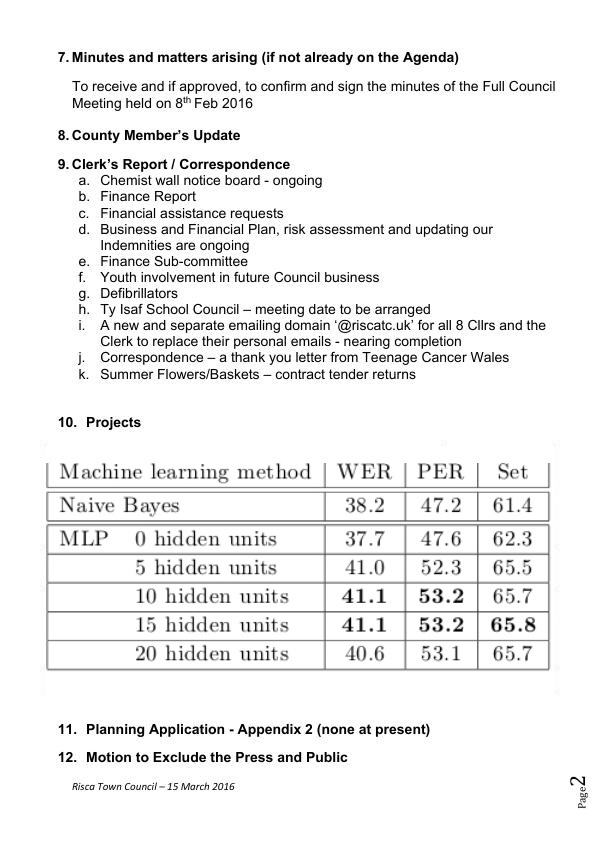 7. Minutes and matters arising (if not already on the Agenda)
To receive and if approved, to confirm and sign the minutes of the Full Council
Meeting held on 8th Feb 2016
8. County Member's Update
9. Clerk's Report / Correspondence
a. Chemist wall notice board - ongoing
b. Finance Report
c. Financial assistance requests
d. Business and Financial Plan, risk assessment and updating our
Indemnities are ongoing
e. Finance Sub-committee
f. Youth involvement in future Council business
g. Defibrillators
h. Ty Isaf School Council – meeting date to be arranged
i. A new and separate emailing domain '@riscatc.uk' for all 8 Cllrs and the
Clerk to replace their personal emails - nearing completion
j. Correspondence – a thank you letter from Teenage Cancer Wales
k. Summer Flowers/Baskets – contract tender returns
10. Projects
Machine learning method WER PER Set
Naive Bayes 38.2 47.2 61.4
MLP 0 hidden units 37.7 47.6 62.3
5 hidden units 41.0 52.3 65.5
10 hidden units 41.1 53.2 65.7
15 hidden units 41.1 53.2 65.8
20 hidden units 40.6 53.1 65.7
11. Planning Application - Appendix 2 (none at present)
12. Motion to Exclude the Press and Public
Risca Town Council – 15 March 2016
Page 2